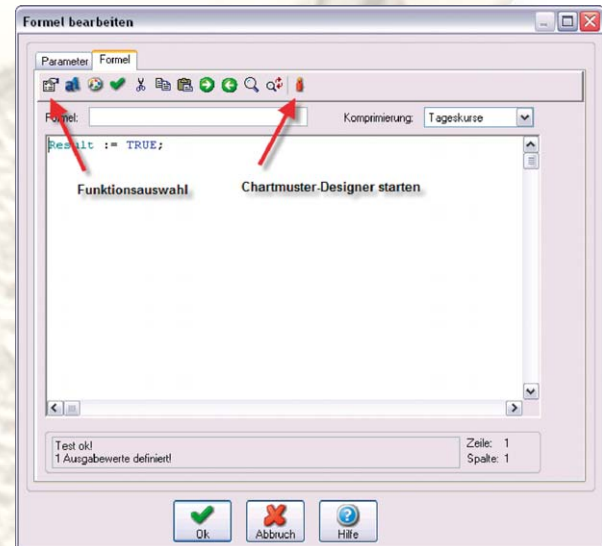 Formel bearbeiten
Parameter Formel
Formel: Komprimierung: Tageskurse
Result := TRUE;
Funktionsauswahl Chartmuster-Designer starten
Test ok! Zeile: 1
1 Ausgabewerte definiert! Spalte: 1
Ok Abbruch Hilfe